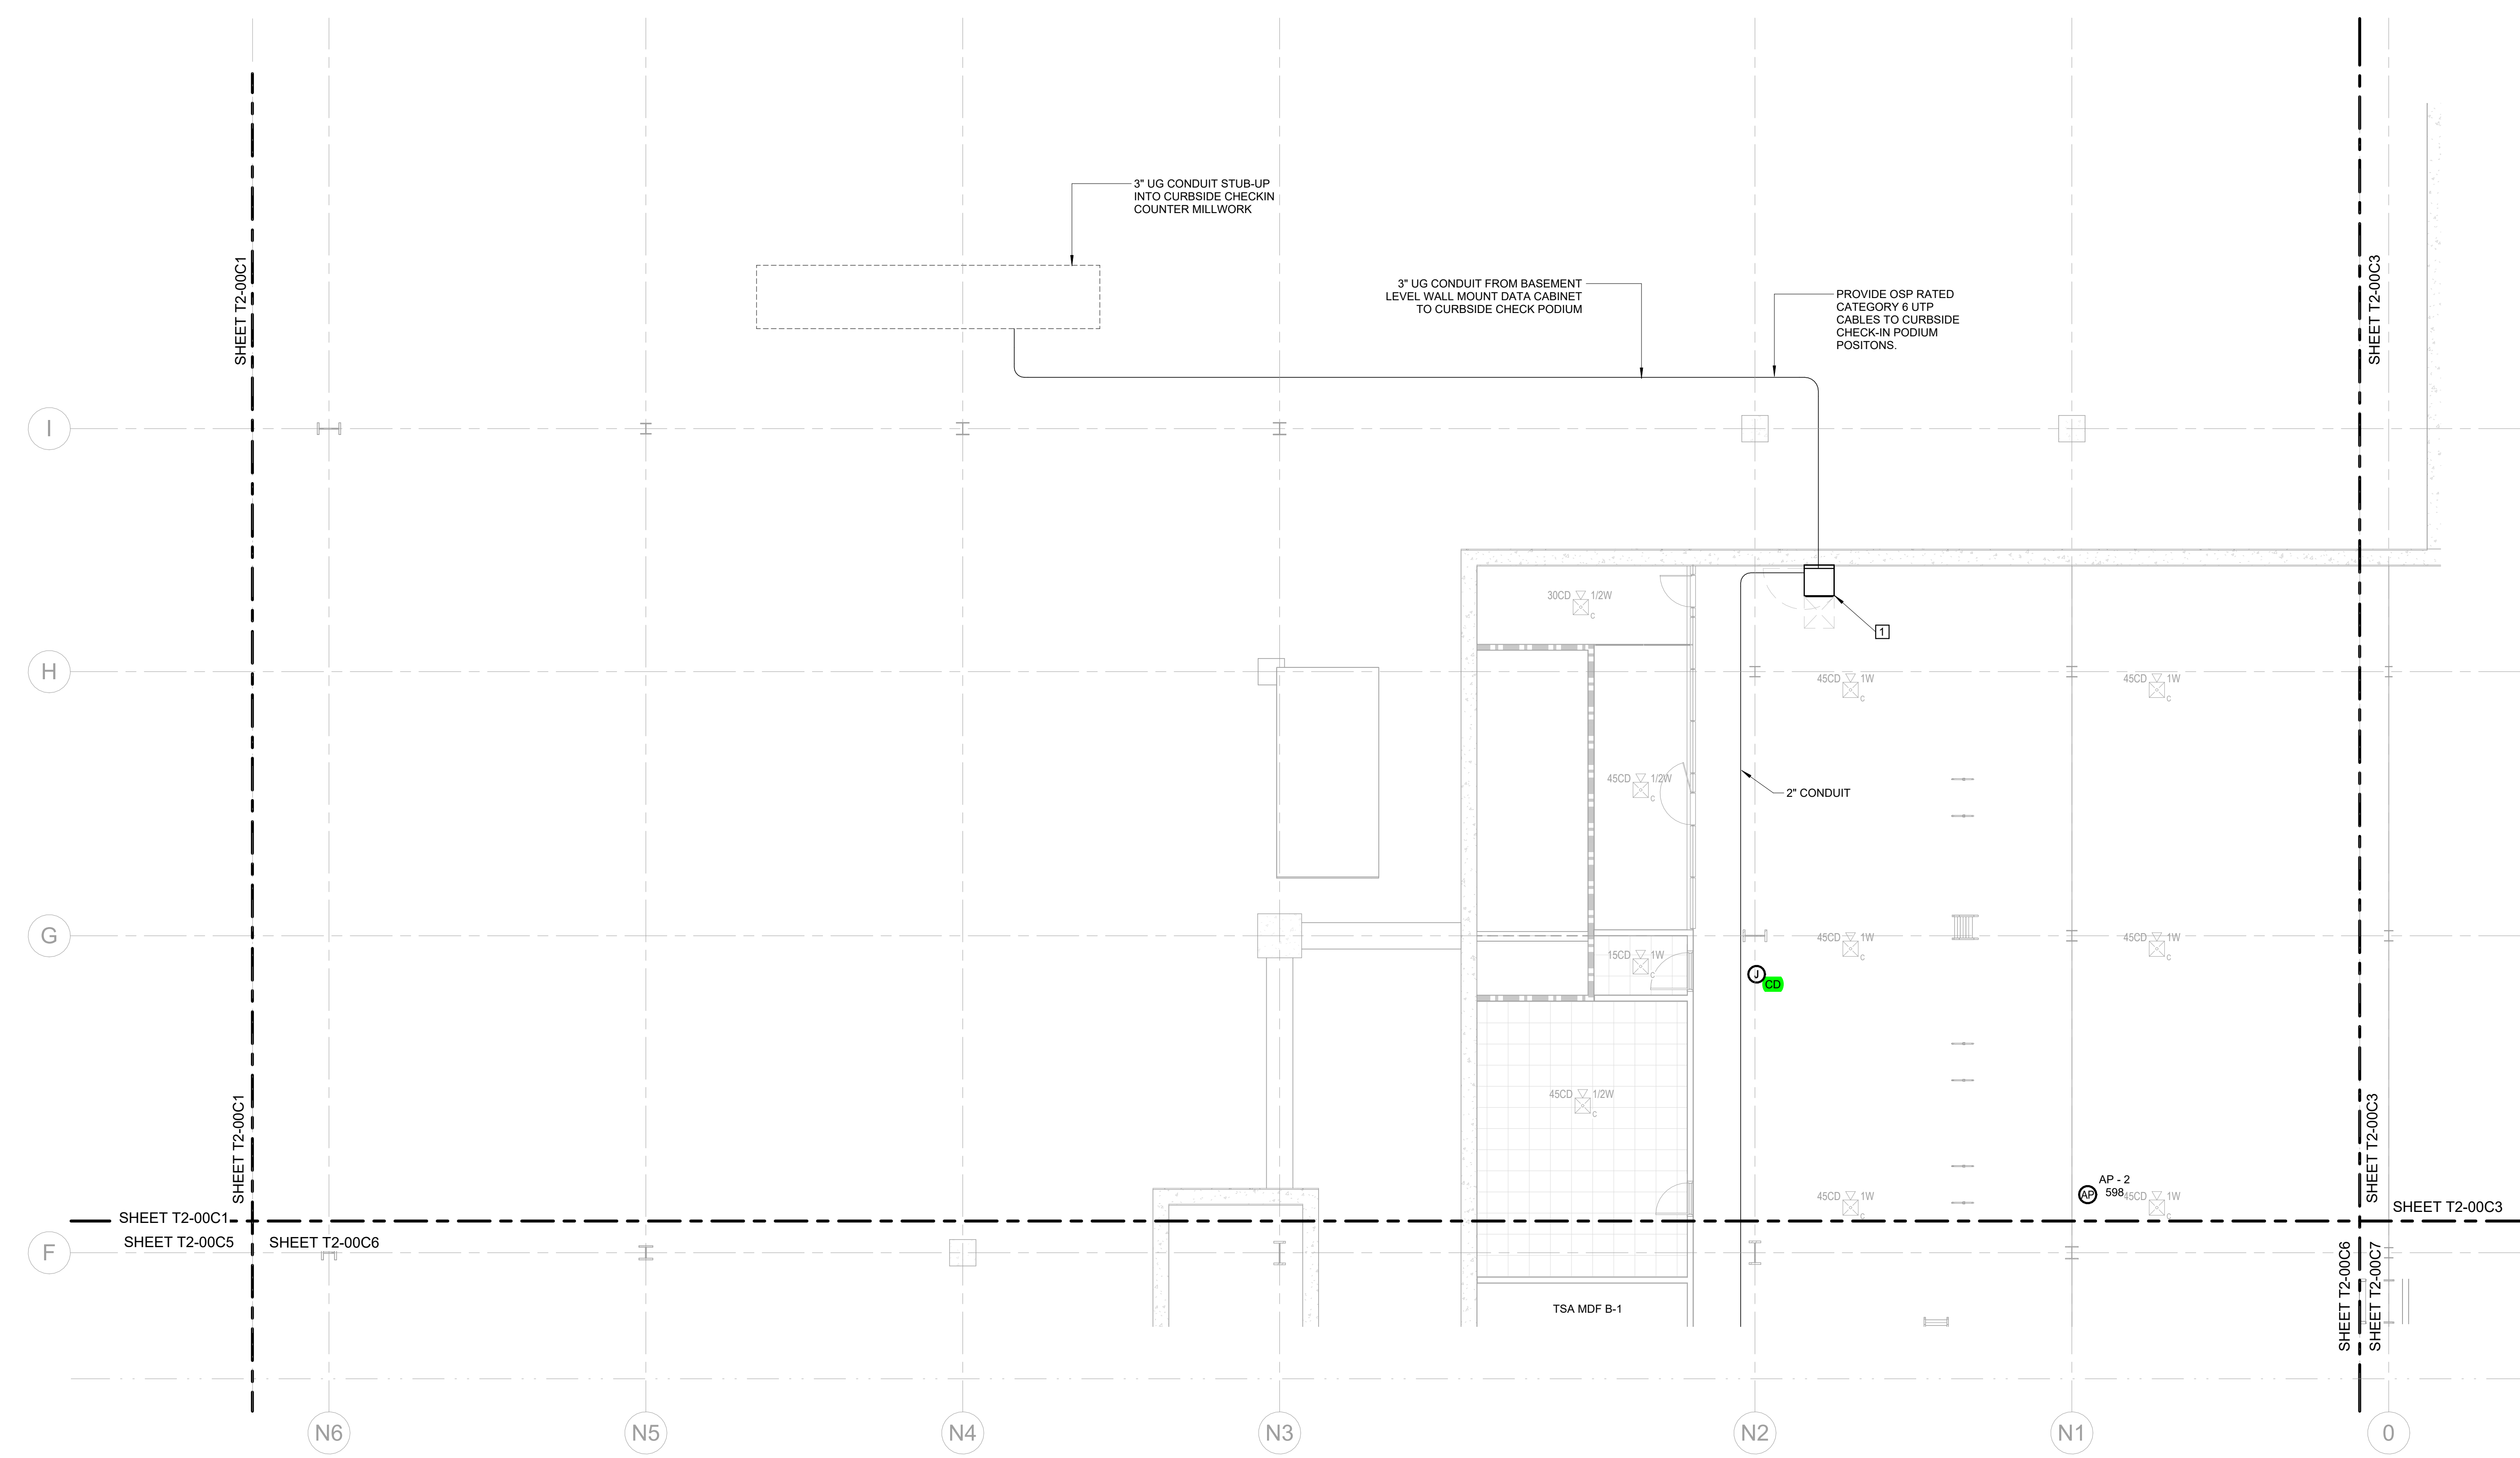 3" UG CONDUIT STUB-UP
INTO CURBSIDE CHECKIN
COUNTER MILLWORK
SHEET T2-00C1
3" UG CONDUIT FROM BASEMENT
LEVEL WALL MOUNT DATA CABINET
TO CURBSIDE CHECK PODIUM
PROVIDE OSP RATED
CATEGORY 6 UTP
CABLES TO CURBSIDE
CHECK-IN PODIUM
POSITONS.
SHEET T2-00C3
I
30CD 1/2W
C
1
H
45CD 1W
C
45CD 1W
C
45CD 1/2W
C
2" CONDUIT
G
45CD 1W
C
45CD 1W
C
15CD 1W
C
J
CD
45CD 1/2W
C
SHEET T2-00C1
SHEET T2-00C3
AP - 2
AP 598
45CD 1W
C
45CD 1W
C
SHEET T2-00C1
SHEET T2-00C3
SHEET T2-00C5
SHEET T2-00C6
F
SHEET T2-00C6
SHEET T2-00C7
TSA MDF B-1
N6
N5
N4
N3
N2
N1
0